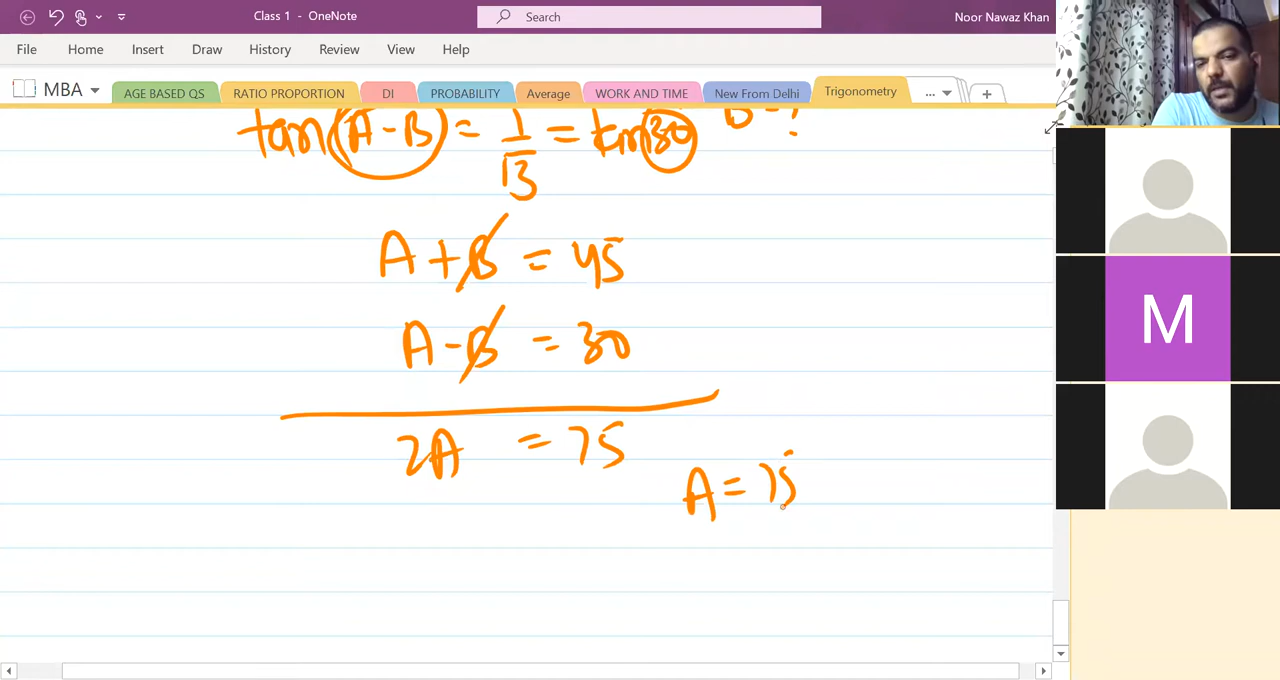 Class 1 - OneNote
Search
Noor Nawaz Khan
File Home Insert Draw History Review View Help
MBA
AGE BASED QS
RATIO PROPORTION
DI
PROBABILITY
Average
WORK AND TIME
New From Delhi
Trigonometry
...
+
tan(A-B) = 1/√3 = tan 30 B = ?
A + B = 45
A - B = 30
2A = 75
A = 75
M